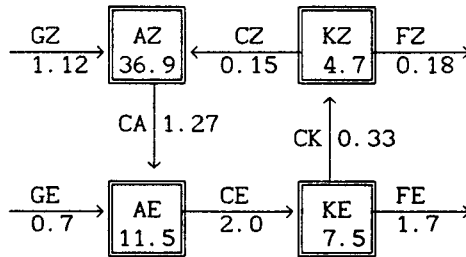 GZ AZ CZ KZ FZ
1.12 36.9 0.15 4.7 0.18
CA 1.27 CK 0.33
GE AE CE KE FE
0.7 11.5 2.0 7.5 1.7